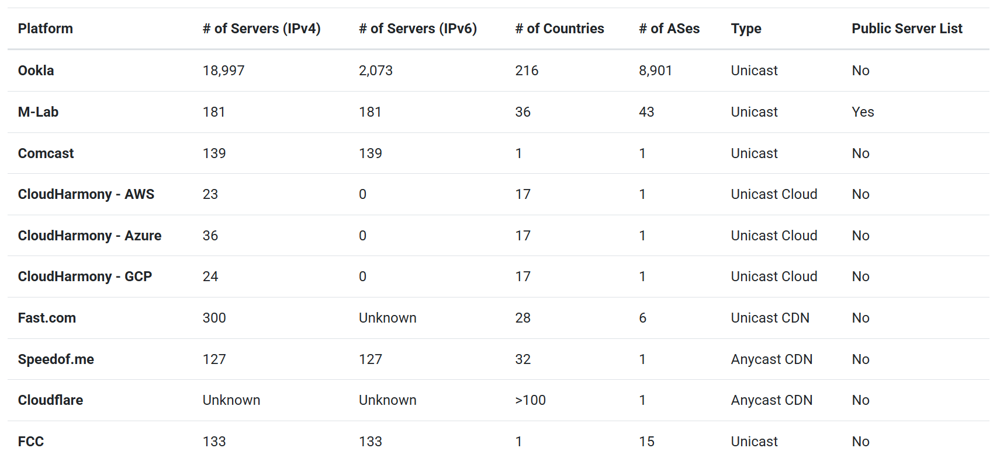 Platform # of Servers (IPv4) # of Servers (IPv6) # of Countries # of ASes Type Public Server List
Ookla 18,997 2,073 216 8,901 Unicast No
M-Lab 181 181 36 43 Unicast Yes
Comcast 139 139 1 1 Unicast No
CloudHarmony - AWS 23 0 17 1 Unicast Cloud No
CloudHarmony - Azure 36 0 17 1 Unicast Cloud No
CloudHarmony - GCP 24 0 17 1 Unicast Cloud No
Fast.com 300 Unknown 28 6 Unicast CDN No
Speedof.me 127 127 32 1 Anycast CDN No
Cloudflare Unknown Unknown >100 1 Anycast CDN No
FCC 133 133 1 15 Unicast No